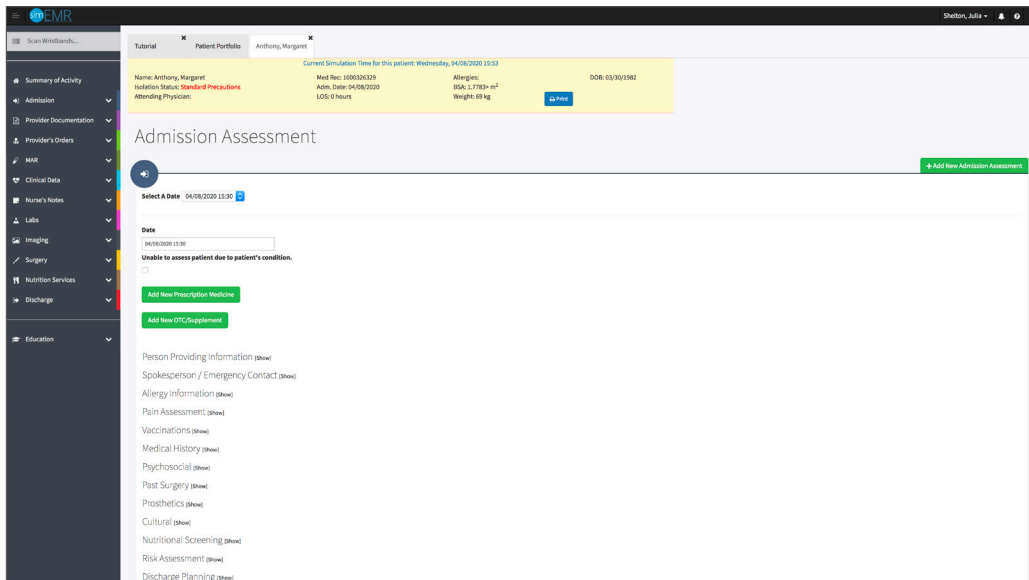 simEMR
Shelton, Julia
Scan Wristbands...
Summary of Activity
Admission
Provider Documentation
Provider's Orders
MAR
Clinical Data
Nurse's Notes
Labs
Imaging
Surgery
Nutrition Services
Discharge
Education
Tutorial
Patient Portfolio
Anthony, Margaret
Current Simulation Time for this patient: Wednesday, 04/08/2020 15:53
Name: Anthony, Margaret Med Rec: 1000326329 Allergies: DOB: 03/30/1982
Isolation Status: Standard Precautions Adm. Date: 04/08/2020 BSA: 1.7783> m²
Attending Physician: LOS: 0 hours Weight: 69 kg Print
Admission Assessment
+ Add New Admission Assessment
Select A Date 04/08/2020 15:30
Date
04/08/2020 15:30
Unable to assess patient due to patient's condition.
Add New Prescription Medicine
Add New OTC/Supplement
Person Providing Information [Show]
Spokesperson / Emergency Contact [Show]
Allergy Information [Show]
Pain Assessment [Show]
Vaccinations [Show]
Medical History [Show]
Psychosocial [Show]
Past Surgery [Show]
Prosthetics [Show]
Cultural [Show]
Nutritional Screening [Show]
Risk Assessment [Show]
Discharge Planning [Show]